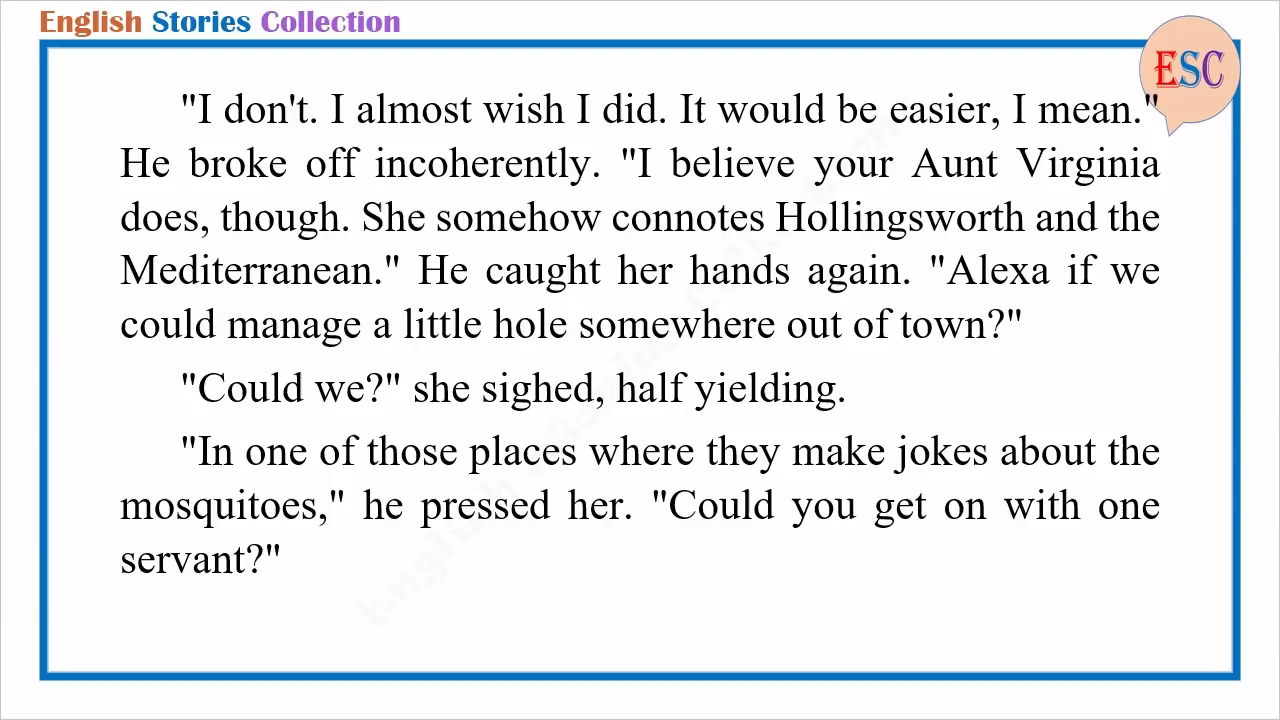 English Stories Collection
ESC
"I don't. I almost wish I did. It would be easier, I mean."
He broke off incoherently. "I believe your Aunt Virginia
does, though. She somehow connotes Hollingsworth and the
Mediterranean." He caught her hands again. "Alexa if we
could manage a little hole somewhere out of town?"
"Could we?" she sighed, half yielding.
"In one of those places where they make jokes about the
mosquitoes," he pressed her. "Could you get on with one
servant?"